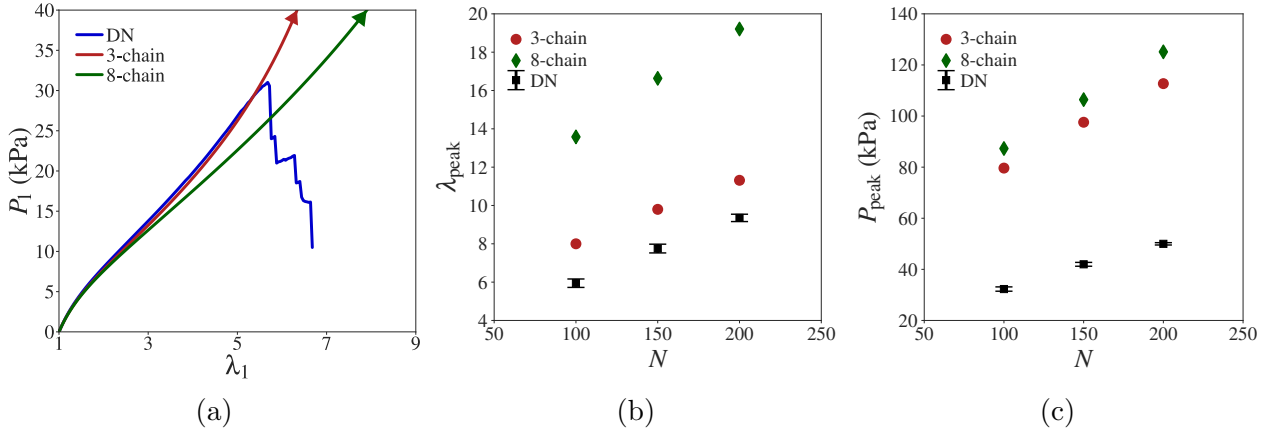 40
35
30
25
20
15
10
5
0
P₁ (kPa)
DN
3-chain
8-chain
1
3
5
7
9
λ₁
(a)
20
18
16
14
12
10
8
6
4
λpeak
3-chain
8-chain
DN
50
100
150
200
250
N
(b)
140
120
100
80
60
40
20
Ppeak (kPa)
3-chain
8-chain
DN
50
100
150
200
250
N
(c)